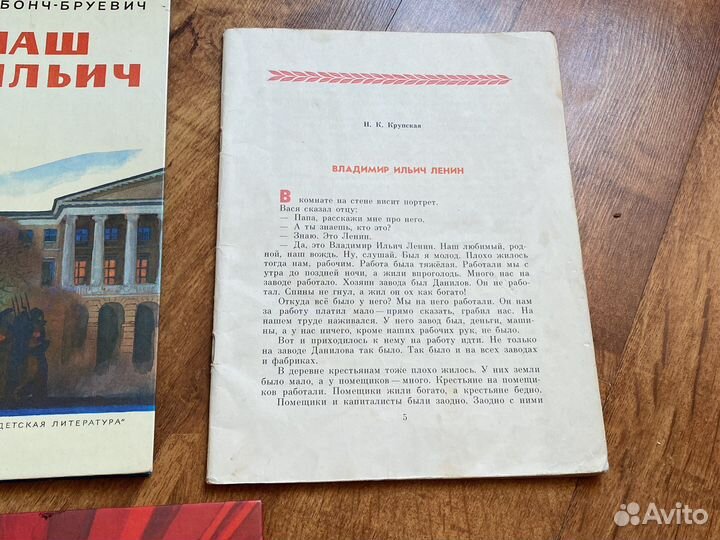 БОНЧ-БРУЕВИЧ
НАШ
ИЛЬИЧ
ДЕТСКАЯ ЛИТЕРАТУРА"
Н. К. Крупская
ВЛАДИМИР ИЛЬИЧ ЛЕНИН
В комнате на стене висит портрет.
Вася сказал отцу:
— Папа, расскажи мне про него.
— А ты знаешь, кто это?
— Знаю. Это Ленин.
— Да, это Владимир Ильич Ленин. Наш любимый, род-
ной, наш вождь. Ну, слушай. Был я молод. Плохо жилось
тогда нам, рабочим. Работа была тяжёлая. Работали мы с
утра до поздней ночи, а жили впроголодь. Много нас на
заводе работало. Хозяин завода был Данилов. Он не рабо-
тал. Спины не гнул, а жил он ох как богато!
Откуда всё было у него? Мы на него работали. Он нам
за работу платил мало — прямо сказать, грабил нас. На
нашем труде наживался. У него завод был, деньги, маши-
ны, а у нас ничего, кроме наших рабочих рук, не было.
Вот и приходилось к нему на работу идти. Не только
на заводе Данилова так было. Так было и на всех заводах
и фабриках.
В деревне крестьянам тоже плохо жилось. У них земли
было мало, а у помещиков — много. Крестьяне на помещи-
ков работали. Помещики жили богато, а крестьяне бедно.
Помещики и капиталисты были заодно. Заодно с ними
5
Avito